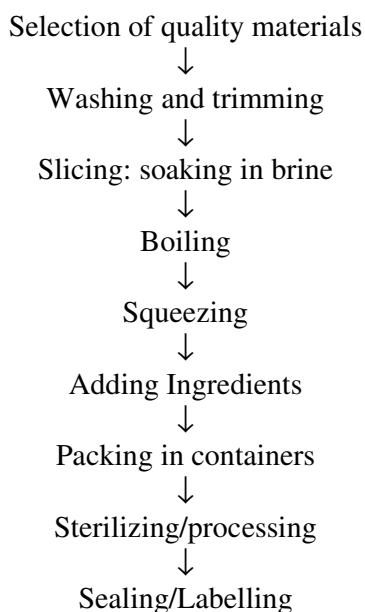 Selection of quality materials
↓
Washing and trimming
↓
Slicing: soaking in brine
↓
Boiling
↓
Squeezing
↓
Adding Ingredients
↓
Packing in containers
↓
Sterilizing/processing
↓
Sealing/Labelling